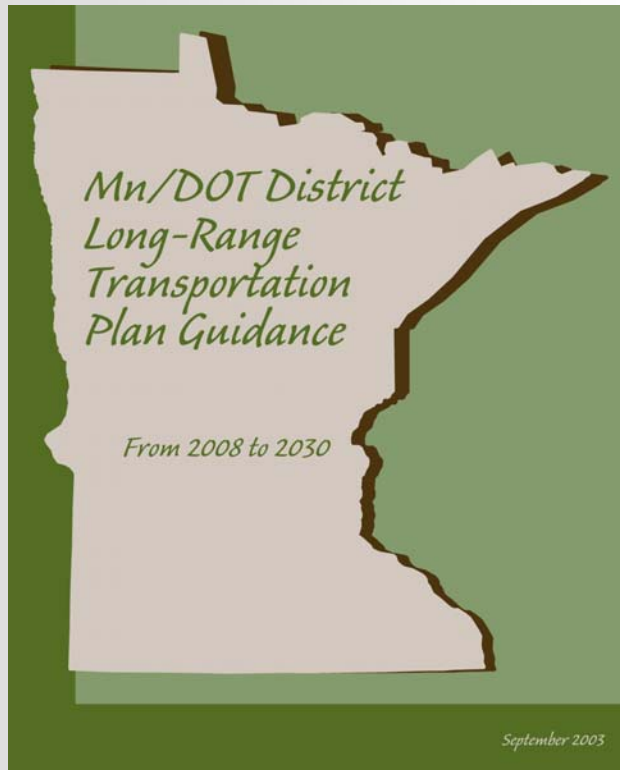 Mn/DOT District
Long-Range
Transportation
Plan Guidance
From 2008 to 2030
September 2003